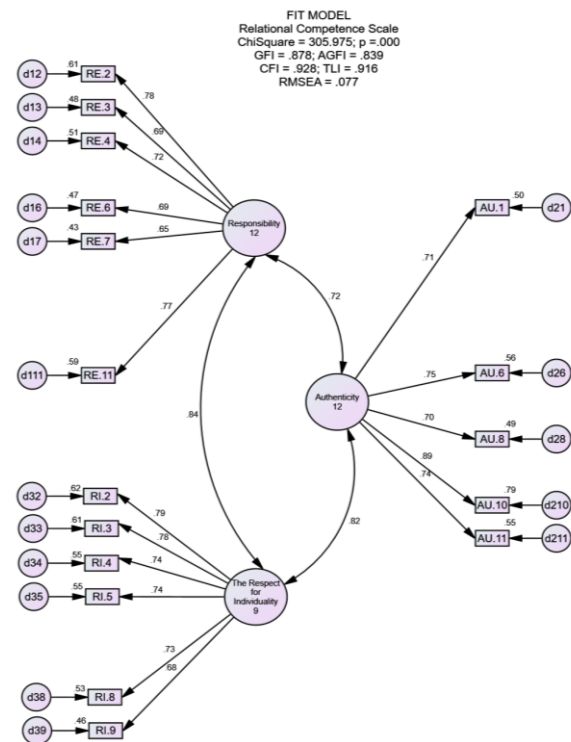 FIT MODEL
Relational Competence Scale
ChiSquare = 305.975; p =.000
GFI = .878; AGFI = .839
CFI = .928; TLI = .916
RMSEA = .077
d12 .61 RE.2 .78
d13 .48 RE.3 .69
d14 .51 RE.4 .72
d16 .47 RE.6 .69
d17 .43 RE.7 .65
d111 .59 RE.11 .77
Responsibility
12
.72
.84
.82
Authenticity
12
.71 AU.1 .50 d21
.75 AU.6 .56 d26
.70 AU.8 .49 d28
.89 AU.10 .79 d210
.74 AU.11 .55 d211
d32 .62 RI.2 .79
d33 .61 RI.3 .78
d34 .55 RI.4 .74
d35 .55 RI.5 .74
d38 .53 RI.8 .73
d39 .46 RI.9 .68
The Respect
for
Individuality
9